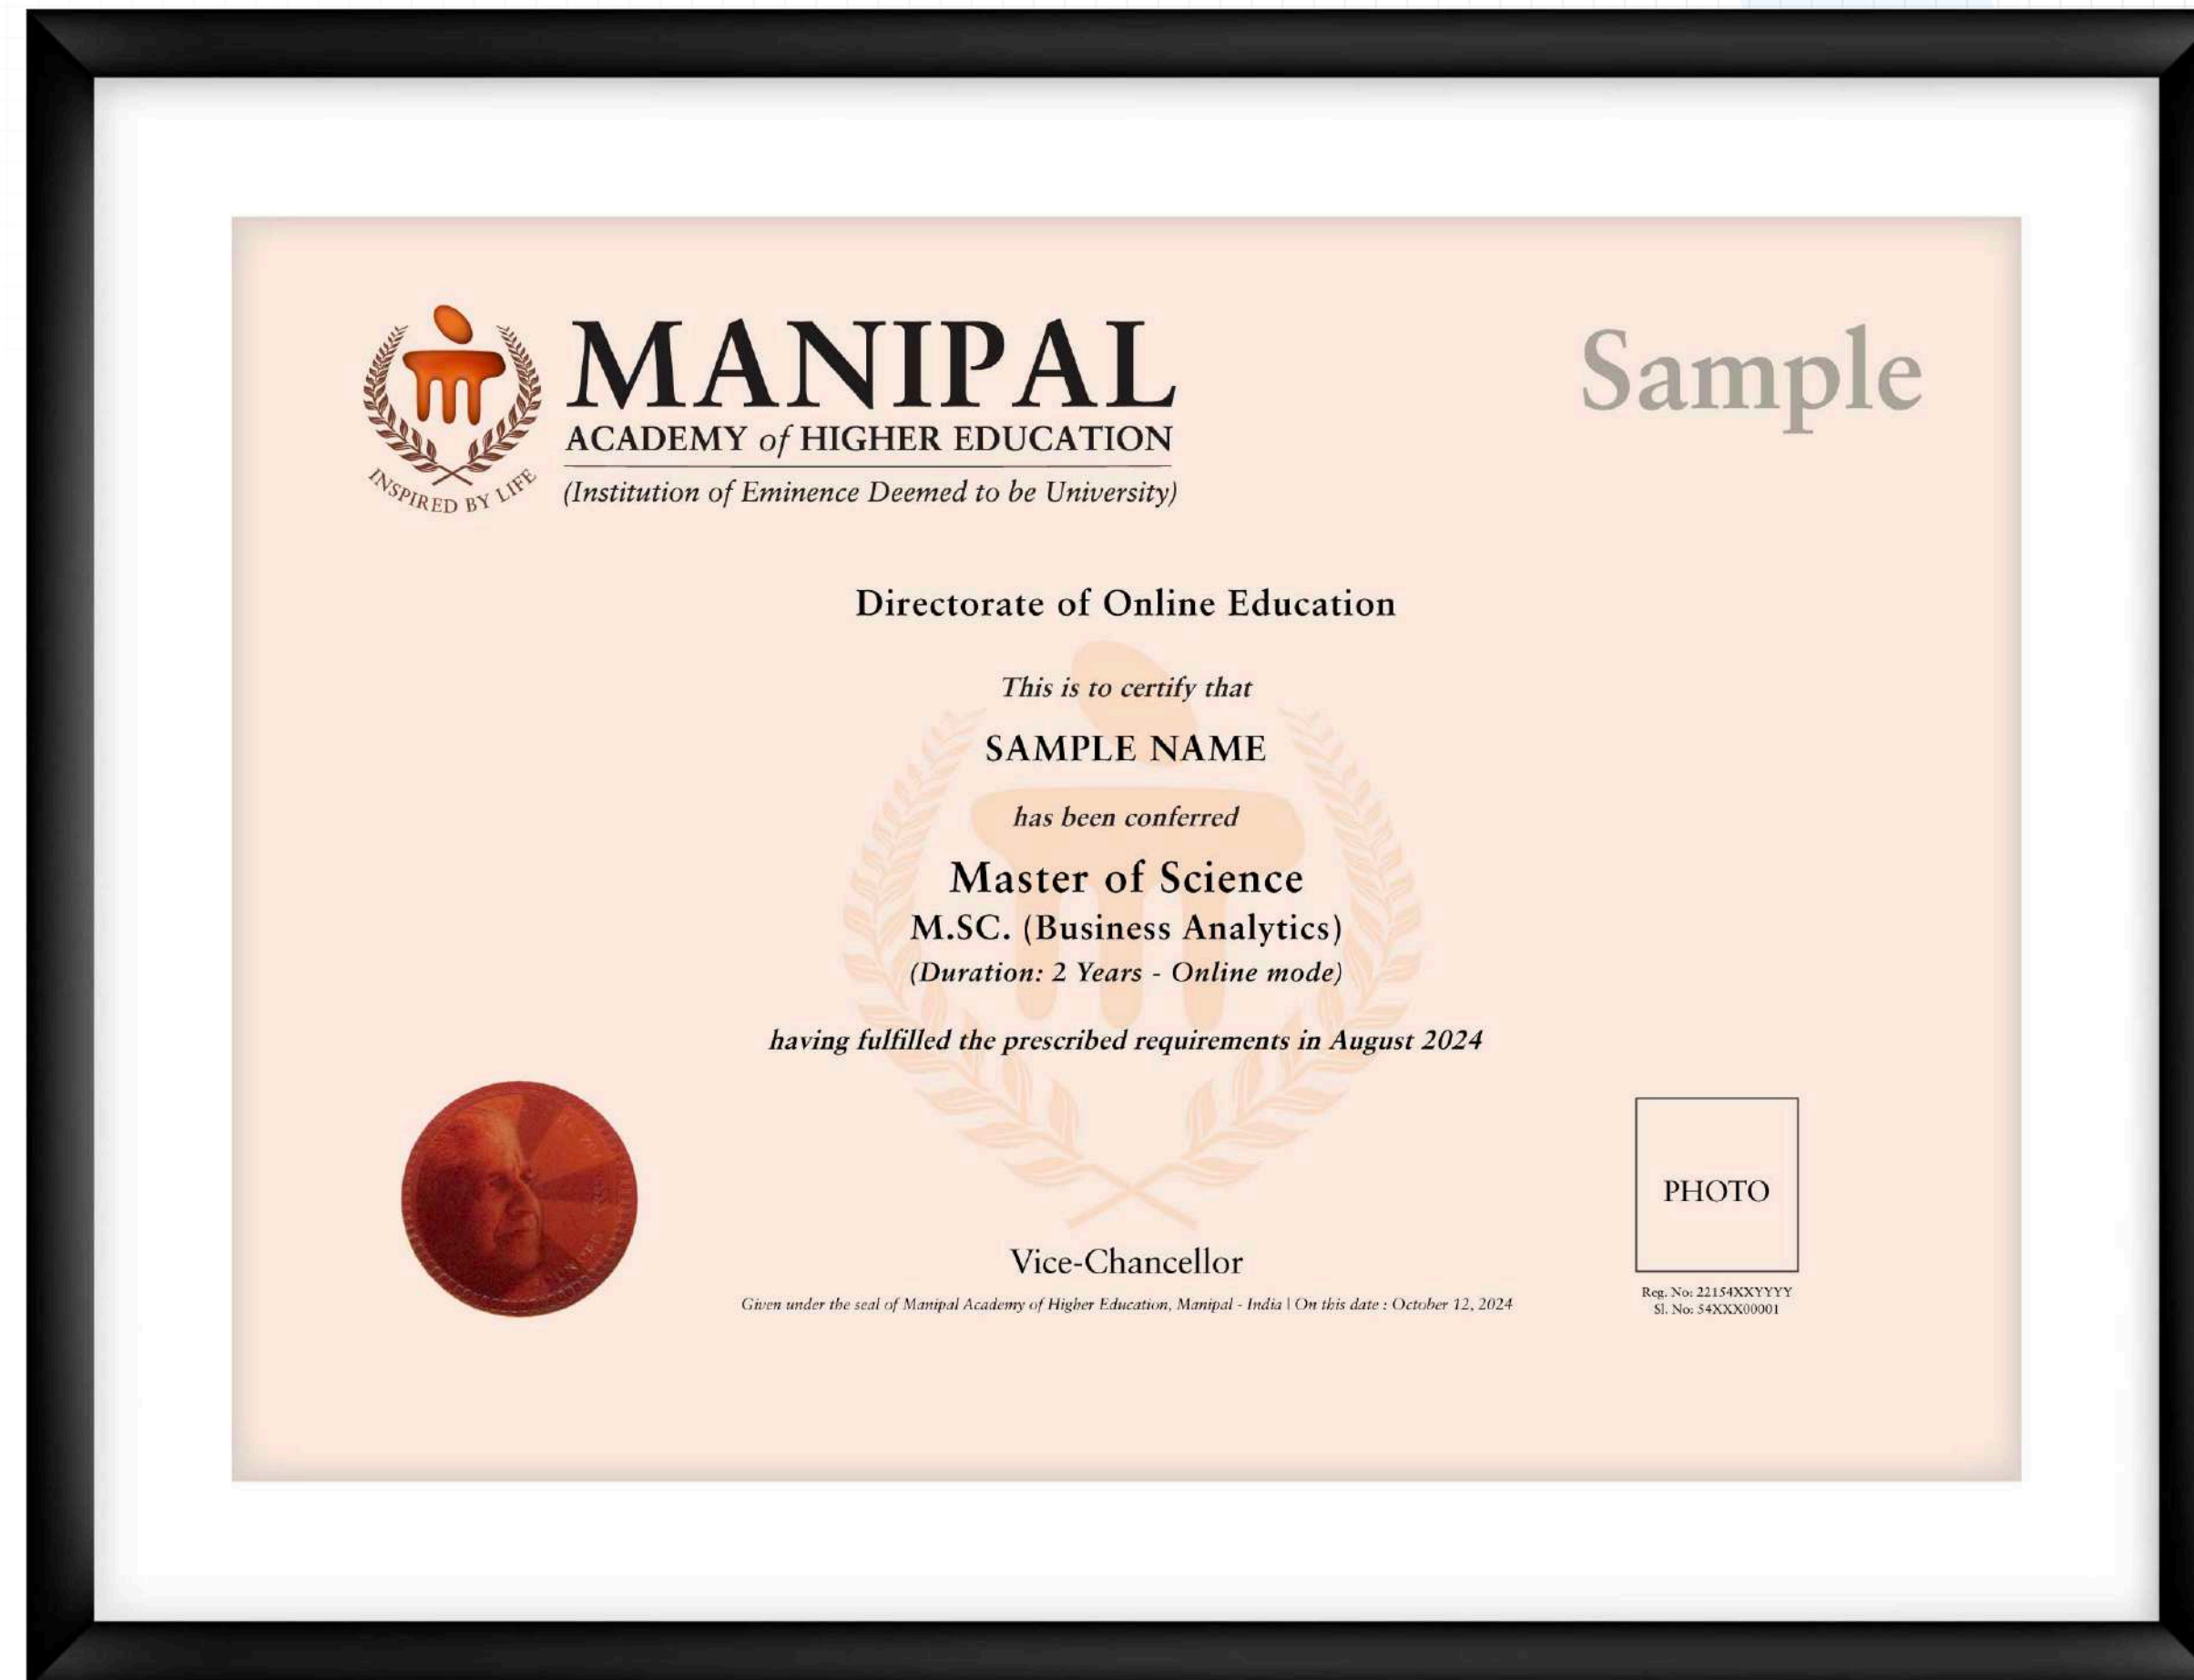 MANIPAL
ACADEMY of HIGHER EDUCATION
(Institution of Eminence Deemed to be University)
INSPIRED BY LIFE
Sample
Directorate of Online Education
This is to certify that
SAMPLE NAME
has been conferred
Master of Science
M.SC. (Business Analytics)
(Duration: 2 Years - Online mode)
having fulfilled the prescribed requirements in August 2024
PHOTO
Vice-Chancellor
Given under the seal of Manipal Academy of Higher Education, Manipal - India | On this date : October 12, 2024
Reg. No: 22154XXYYYY
Sl. No: 54XXX00001